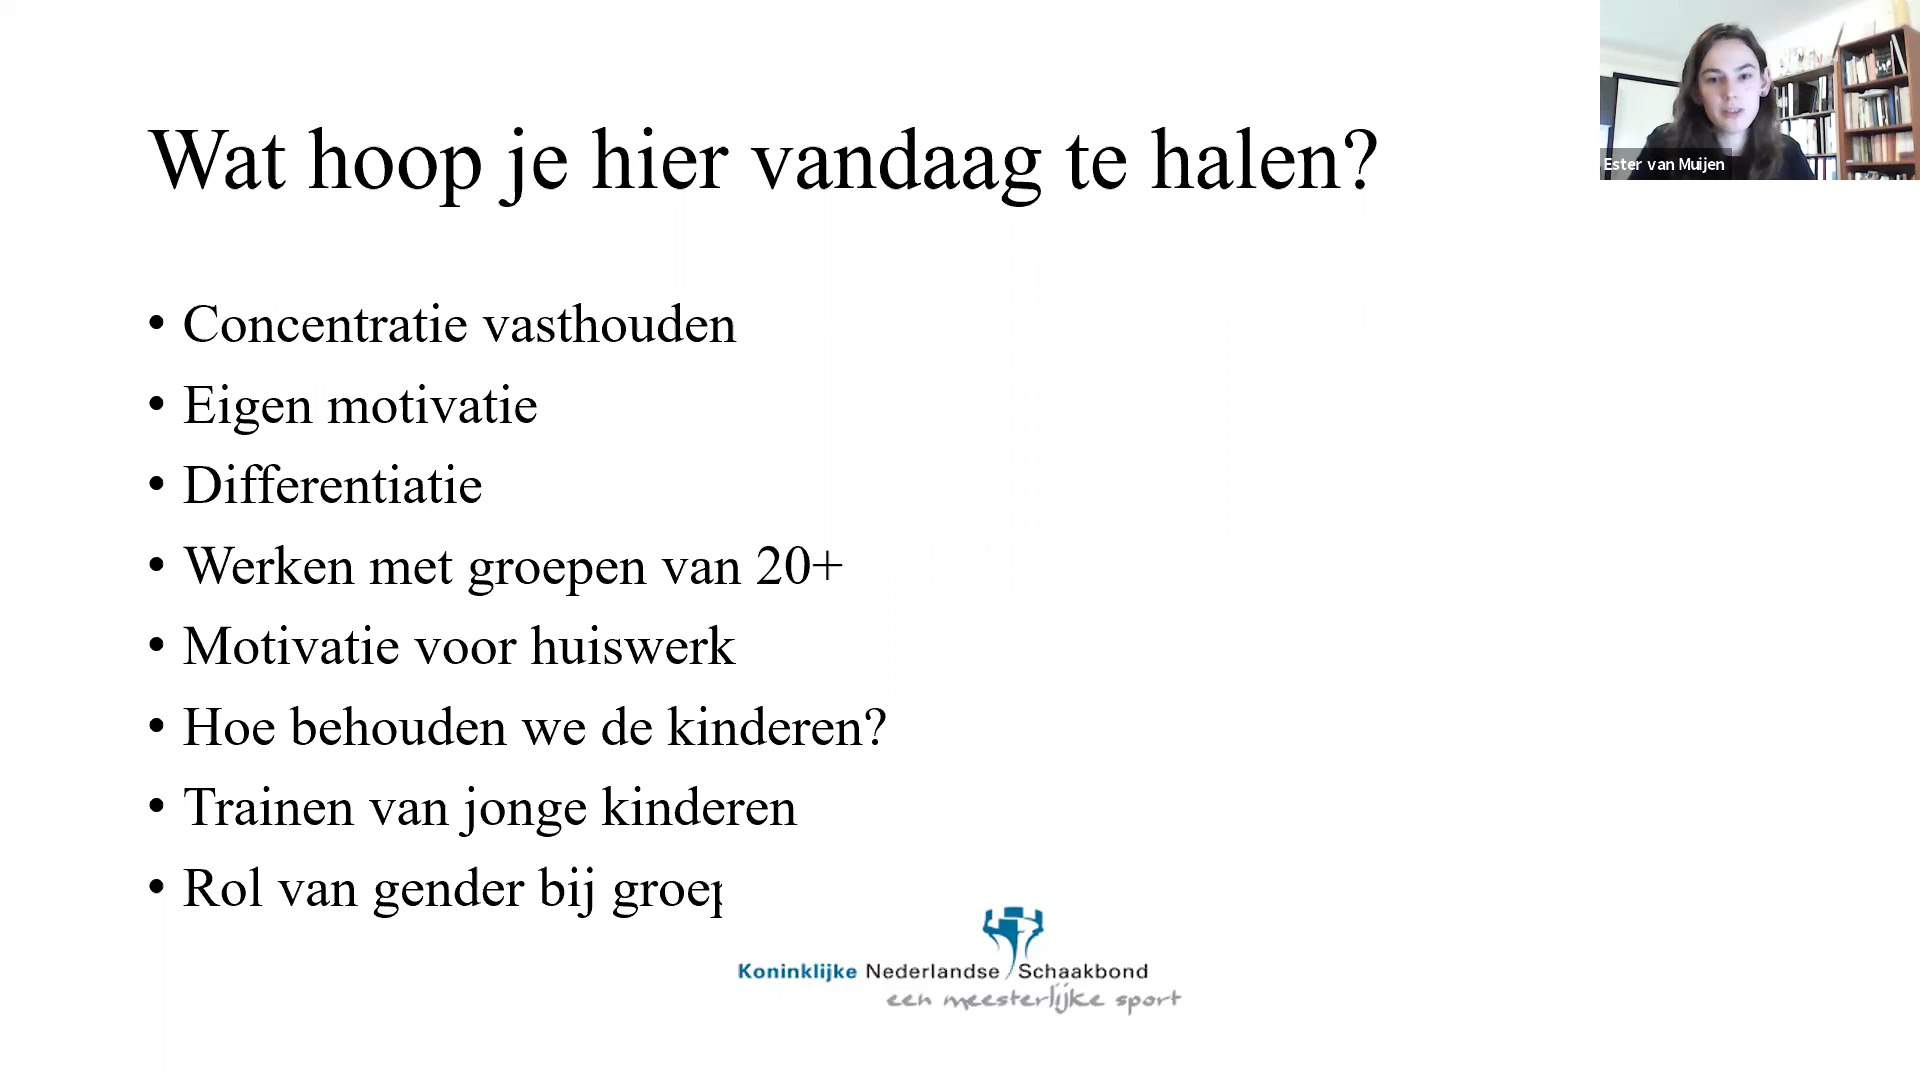 Wat hoop je hier vandaag te halen?
Ester van Muijen
• Concentratie vasthouden
• Eigen motivatie
• Differentiatie
• Werken met groepen van 20+
• Motivatie voor huiswerk
• Hoe behouden we de kinderen?
• Trainen van jonge kinderen
• Rol van gender bij groep
Koninklijke Nederlandse Schaakbond
een meesterlijke sport